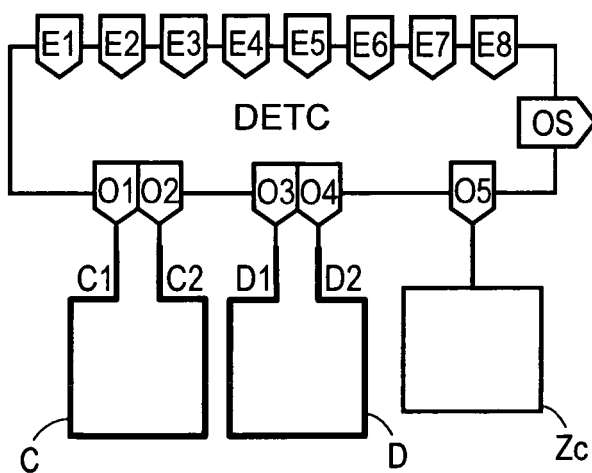 E1 E2 E3 E4 E5 E6 E7 E8
DETC
OS
O1 O2 O3 O4 O5
C1 C2 D1 D2
C D Zc